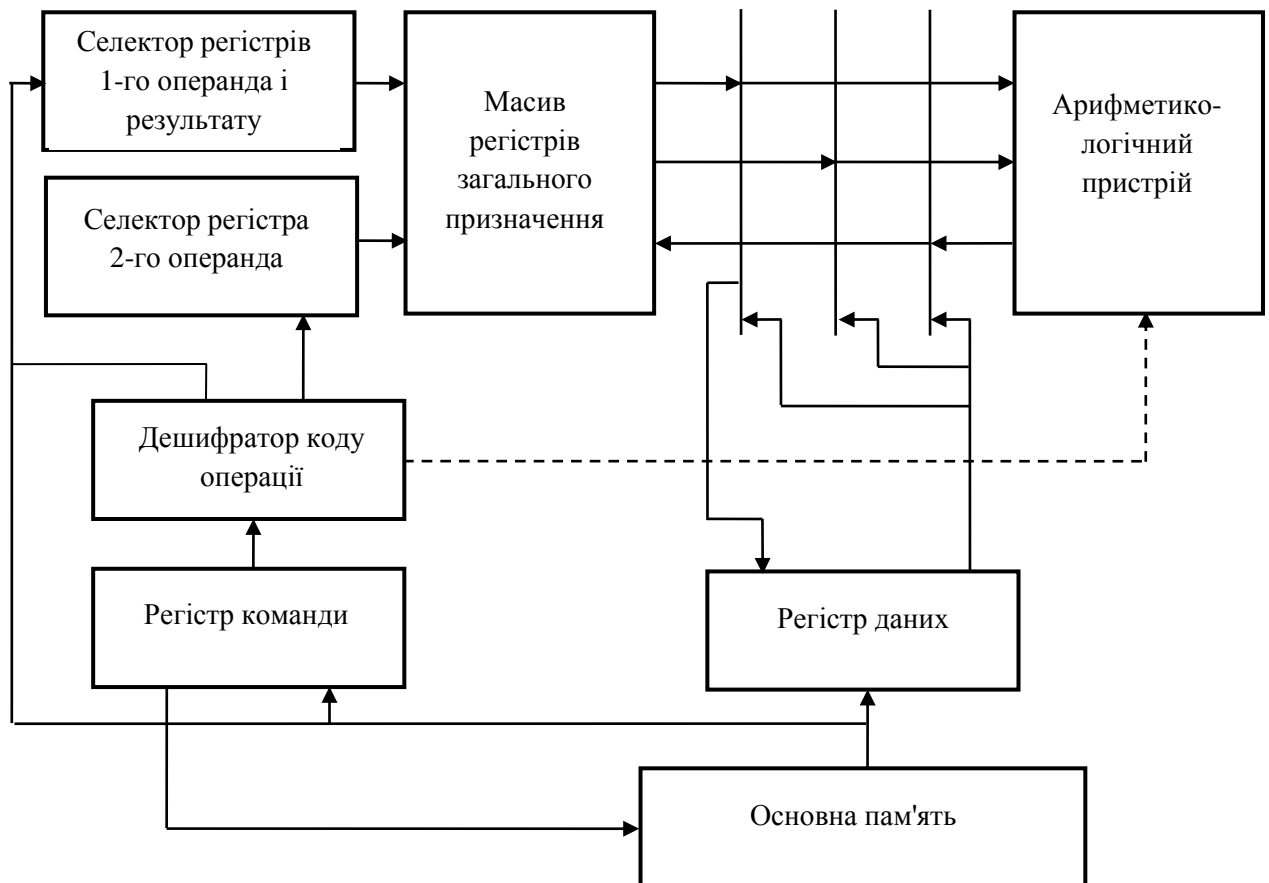 Селектор регістрів
1-го операнда і
результату
Масив
регістрів
загального
призначення
Арифметико-
логічний
пристрій
Селектор регістра
2-го операнда
Дешифратор коду
операції
Регістр команди
Регістр даних
Основна пам'ять